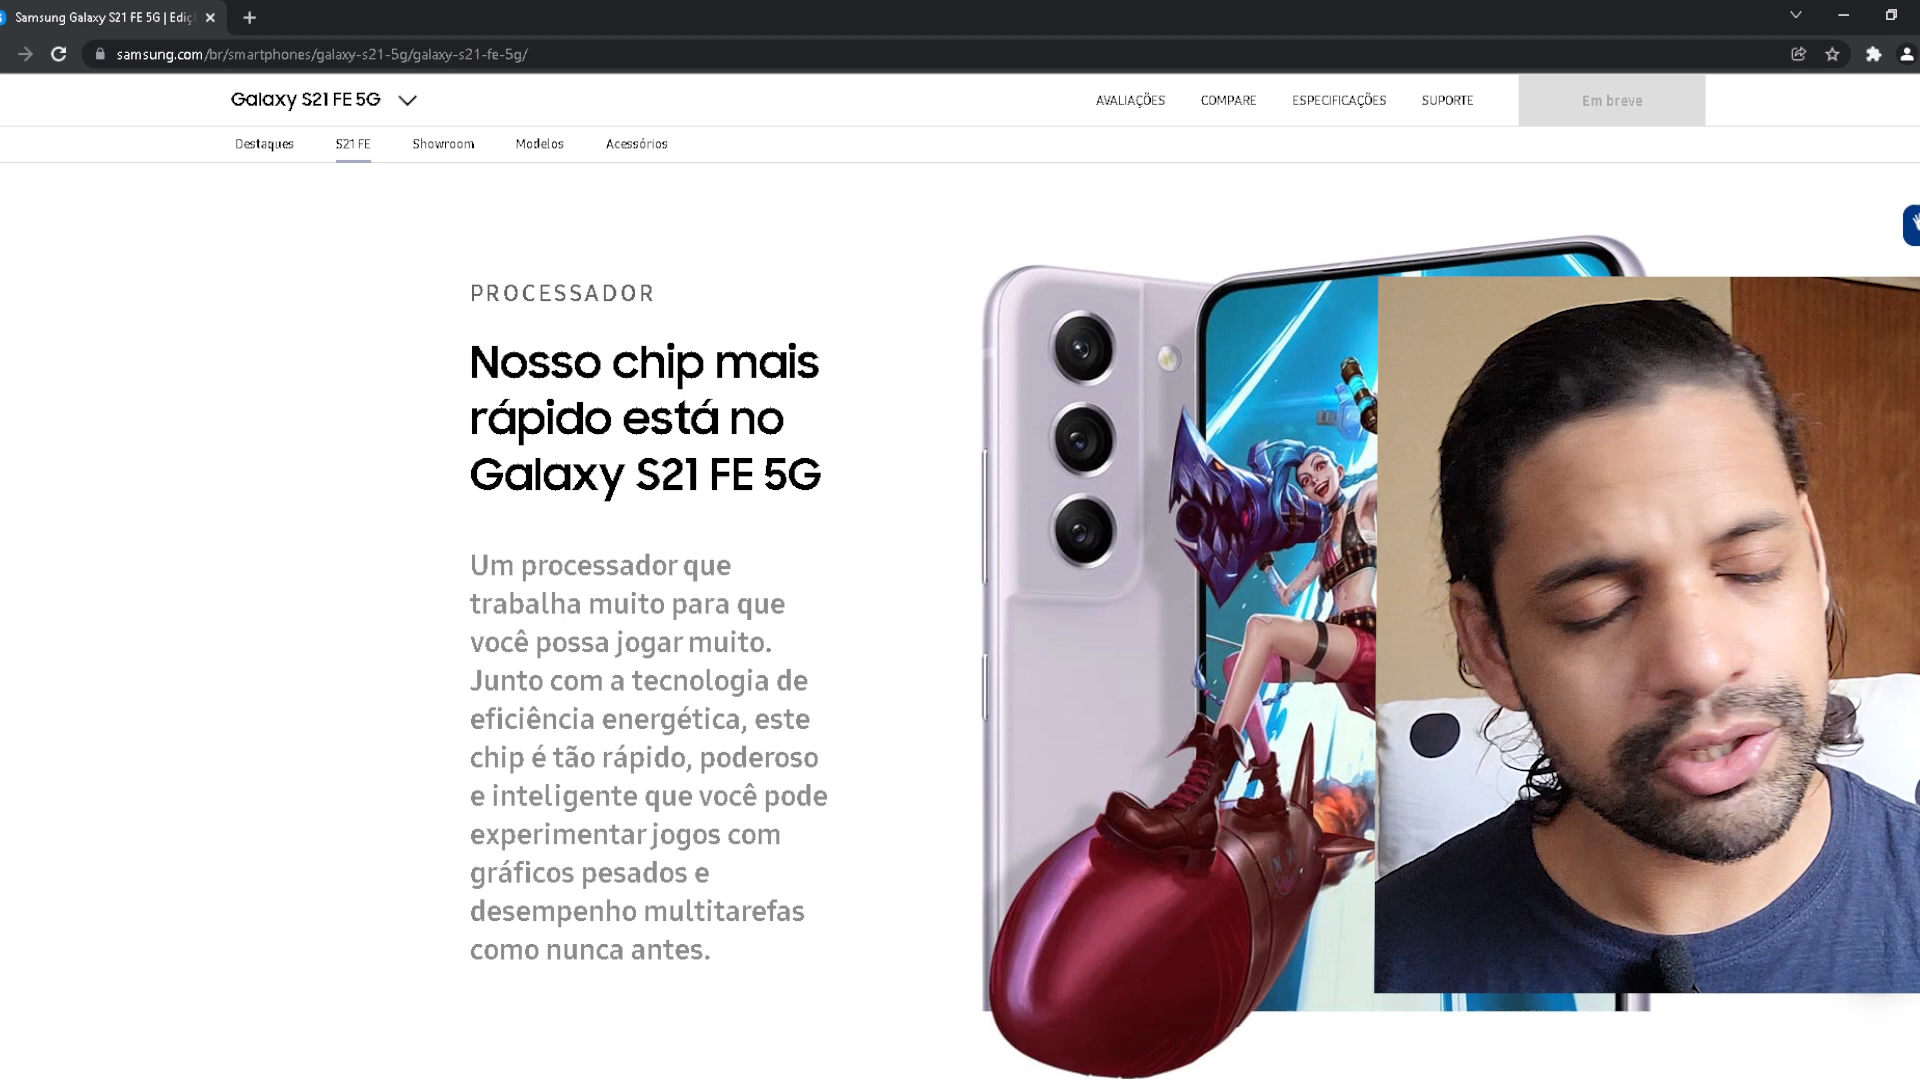 Samsung Galaxy S21 FE 5G | Ediç
samsung.com/br/smartphones/galaxy-s21-5g/galaxy-s21-fe-5g/
Galaxy S21 FE 5G
AVALIAÇÕES
COMPARE
ESPECIFICAÇÕES
SUPORTE
Em breve
Destaques
S21 FE
Showroom
Modelos
Acessórios
PROCESSADOR
Nosso chip mais
rápido está no
Galaxy S21 FE 5G
Um processador que
trabalha muito para que
você possa jogar muito.
Junto com a tecnologia de
eficiência energética, este
chip é tão rápido, poderoso
e inteligente que você pode
experimentar jogos com
gráficos pesados e
desempenho multitarefas
como nunca antes.